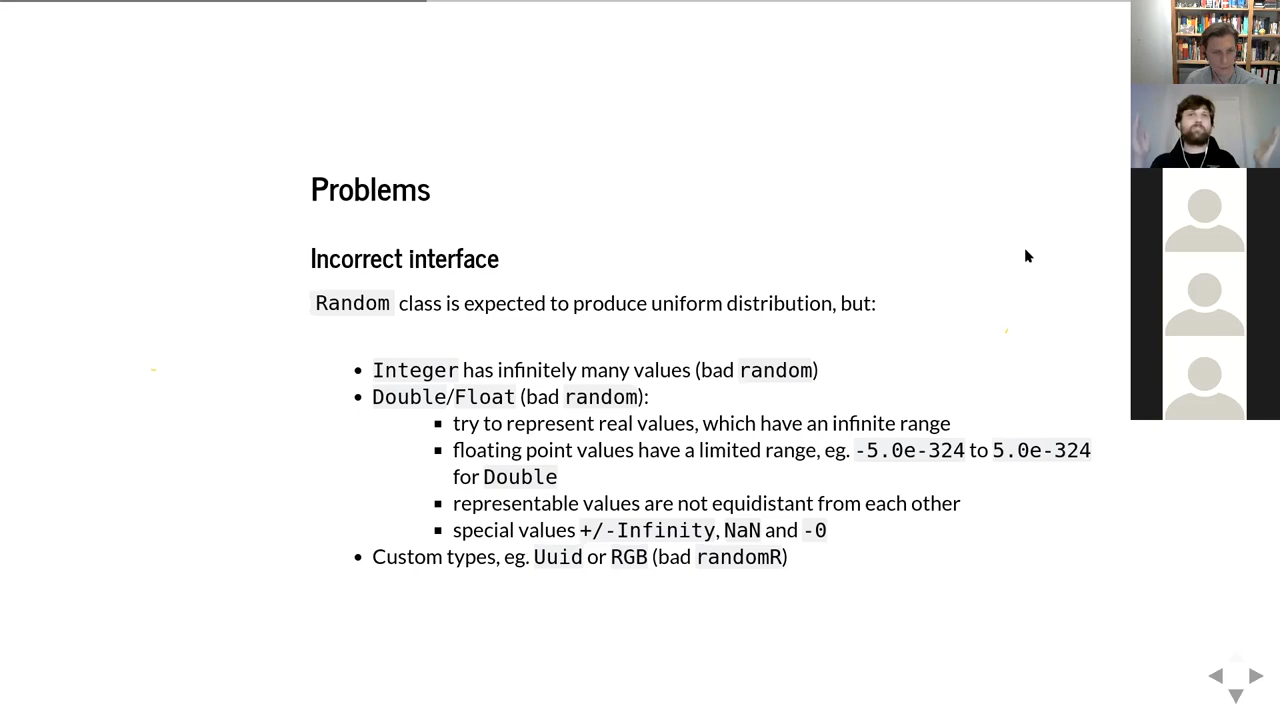 Problems
Incorrect interface
Random class is expected to produce uniform distribution, but:
• Integer has infinitely many values (bad random)
• Double/Float (bad random):
▪ try to represent real values, which have an infinite range
▪ floating point values have a limited range, eg. -5.0e-324 to 5.0e-324
for Double
▪ representable values are not equidistant from each other
▪ special values +/-Infinity, NaN and -0
• Custom types, eg. Uuid or RGB (bad randomR)